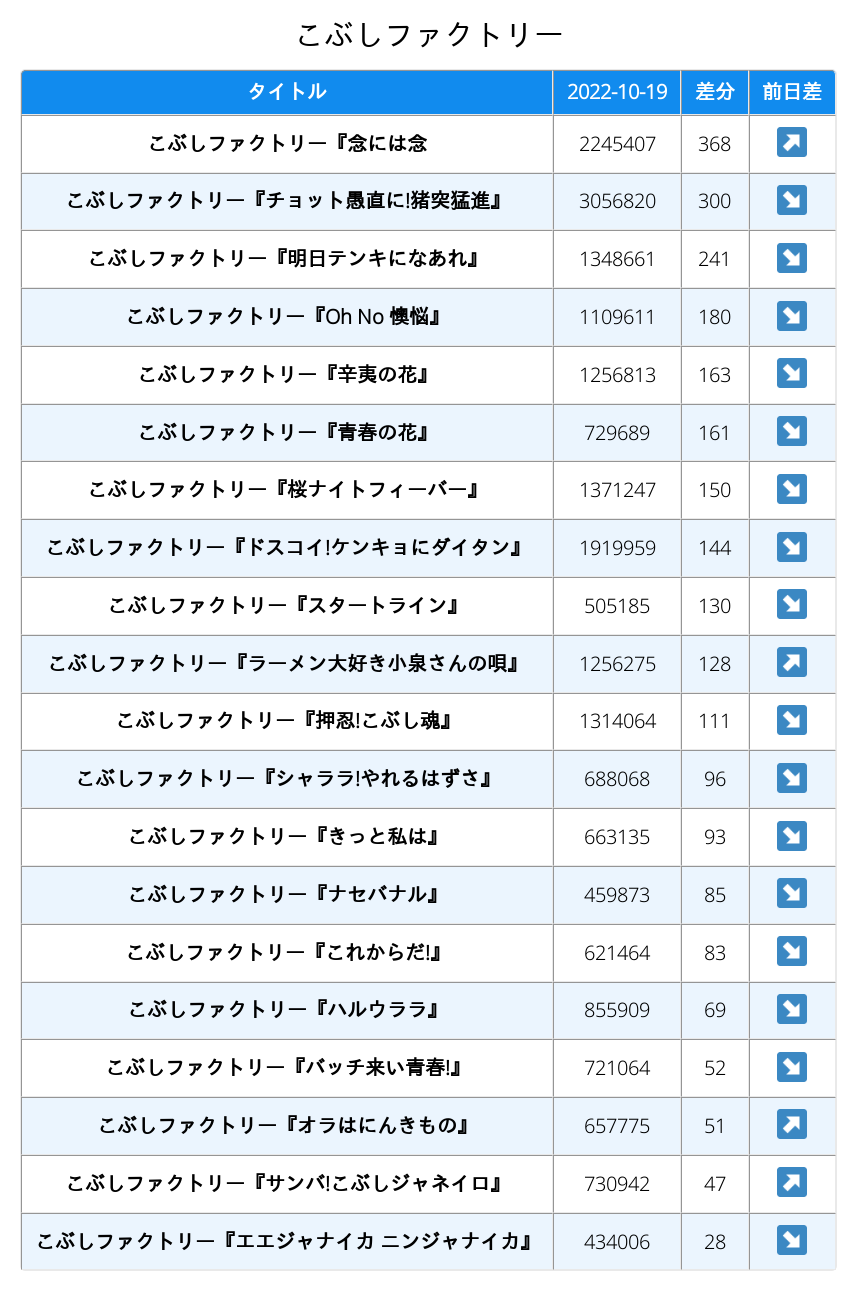 こぶしファクトリー
タイトル 2022-10-19 差分 前日差
こぶしファクトリー『念には念 2245407 368 ↗
こぶしファクトリー『チョット愚直に!猪突猛進』 3056820 300 ↘
こぶしファクトリー『明日テンキになあれ』 1348661 241 ↘
こぶしファクトリー『Oh No 懊悩』 1109611 180 ↘
こぶしファクトリー『辛夷の花』 1256813 163 ↘
こぶしファクトリー『青春の花』 729689 161 ↘
こぶしファクトリー『桜ナイトフィーバー』 1371247 150 ↘
こぶしファクトリー『ドスコイ!ケンキョにダイタン』 1919959 144 ↘
こぶしファクトリー『スタートライン』 505185 130 ↘
こぶしファクトリー『ラーメン大好き小泉さんの唄』 1256275 128 ↗
こぶしファクトリー『押忍!こぶし魂』 1314064 111 ↘
こぶしファクトリー『シャララ!やれるはずさ』 688068 96 ↘
こぶしファクトリー『きっと私は』 663135 93 ↘
こぶしファクトリー『ナセバナル』 459873 85 ↘
こぶしファクトリー『これからだ!』 621464 83 ↘
こぶしファクトリー『ハルウララ』 855909 69 ↘
こぶしファクトリー『バッチ来い青春!』 721064 52 ↘
こぶしファクトリー『オラはにんきもの』 657775 51 ↗
こぶしファクトリー『サンバ!こぶしジャネイロ』 730942 47 ↗
こぶしファクトリー『エエジャナイカ ニンジャナイカ』 434006 28 ↘